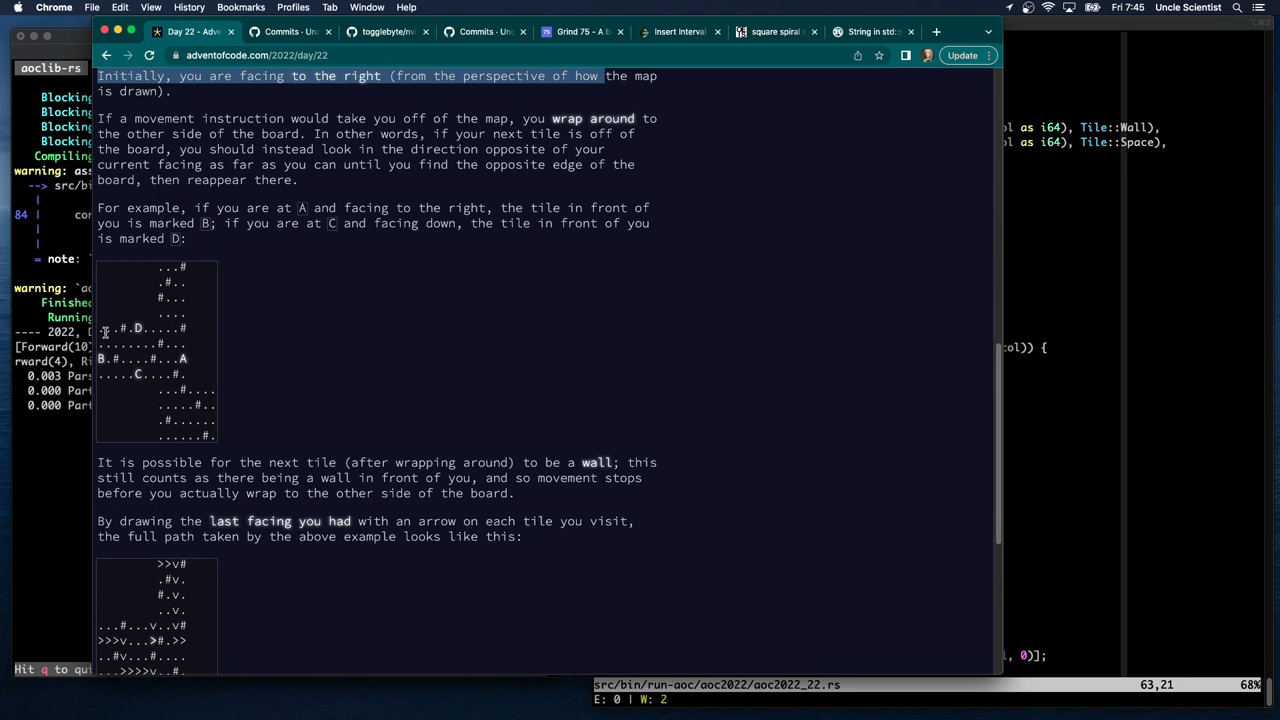 Chrome File Edit View History Bookmarks Profiles Tab Window Help Fri 7:45 Uncle Scientist
Day 22 - Adve Commits · Unc togglebyte/nvi Commits · Unc Grind 75 - A b Insert Interval square spiral s String in std::s
adventofcode.com/2022/day/22 Update
Initially, you are facing to the right (from the perspective of how the map
is drawn).
If a movement instruction would take you off of the map, you wrap around to
the other side of the board. In other words, if your next tile is off of
the board, you should instead look in the direction opposite of your
current facing as far as you can until you find the opposite edge of the
board, then reappear there.
For example, if you are at A and facing to the right, the tile in front of
you is marked B; if you are at C and facing down, the tile in front of you
is marked D:
        ...#
        .#..
        #...
        ....
...#.D.....#
........#...
B.#....#...A
.....C....#.
        ...#....
        .....#..
        .#......
        ......#.
It is possible for the next tile (after wrapping around) to be a wall; this
still counts as there being a wall in front of you, and so movement stops
before you actually wrap to the other side of the board.
By drawing the last facing you had with an arrow on each tile you visit,
the full path taken by the above example looks like this:
        >>v#
        .#v.
        #.v.
        ..v.
...#...v..v#
>>>v...>#.>>
..#v...#....
...>>>>v..#.
aoclib-rs
Blocking
Blocking
Blocking
Blocking
Compiling
warning: ass
--> src/bi
|
84 | con
|
|
= note: `
warning: `ao
Finishe
Running
---- 2022, D
[Forward(10)
rward(4), Ri
0.003 Pars
0.000 Part
0.000 Part
Hit q to qui
ol as i64), Tile::Wall),
ol as i64), Tile::Space),
col)) {
, 0)];
src/bin/run-aoc/aoc2022/aoc2022_22.rs 63,21 68%
E: 0 | W: 2